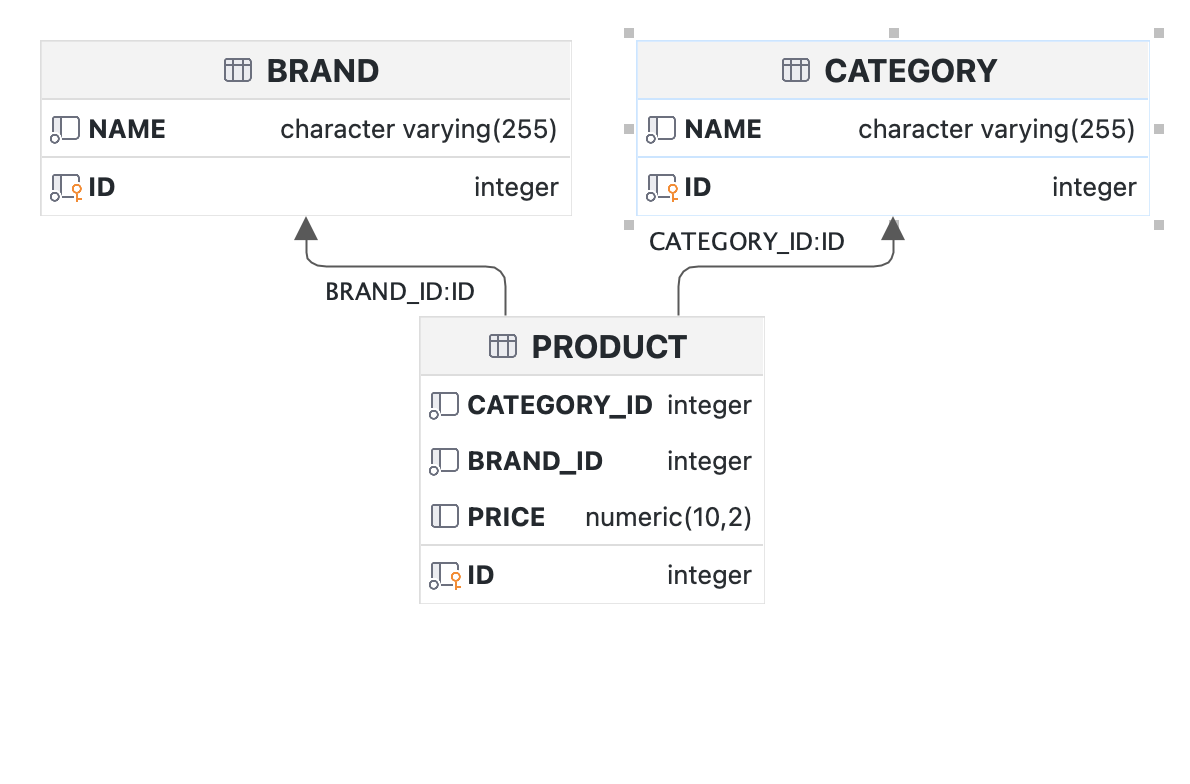 BRAND
NAME character varying(255)
ID integer
CATEGORY
NAME character varying(255)
ID integer
CATEGORY_ID:ID
BRAND_ID:ID
PRODUCT
CATEGORY_ID integer
BRAND_ID integer
PRICE numeric(10,2)
ID integer